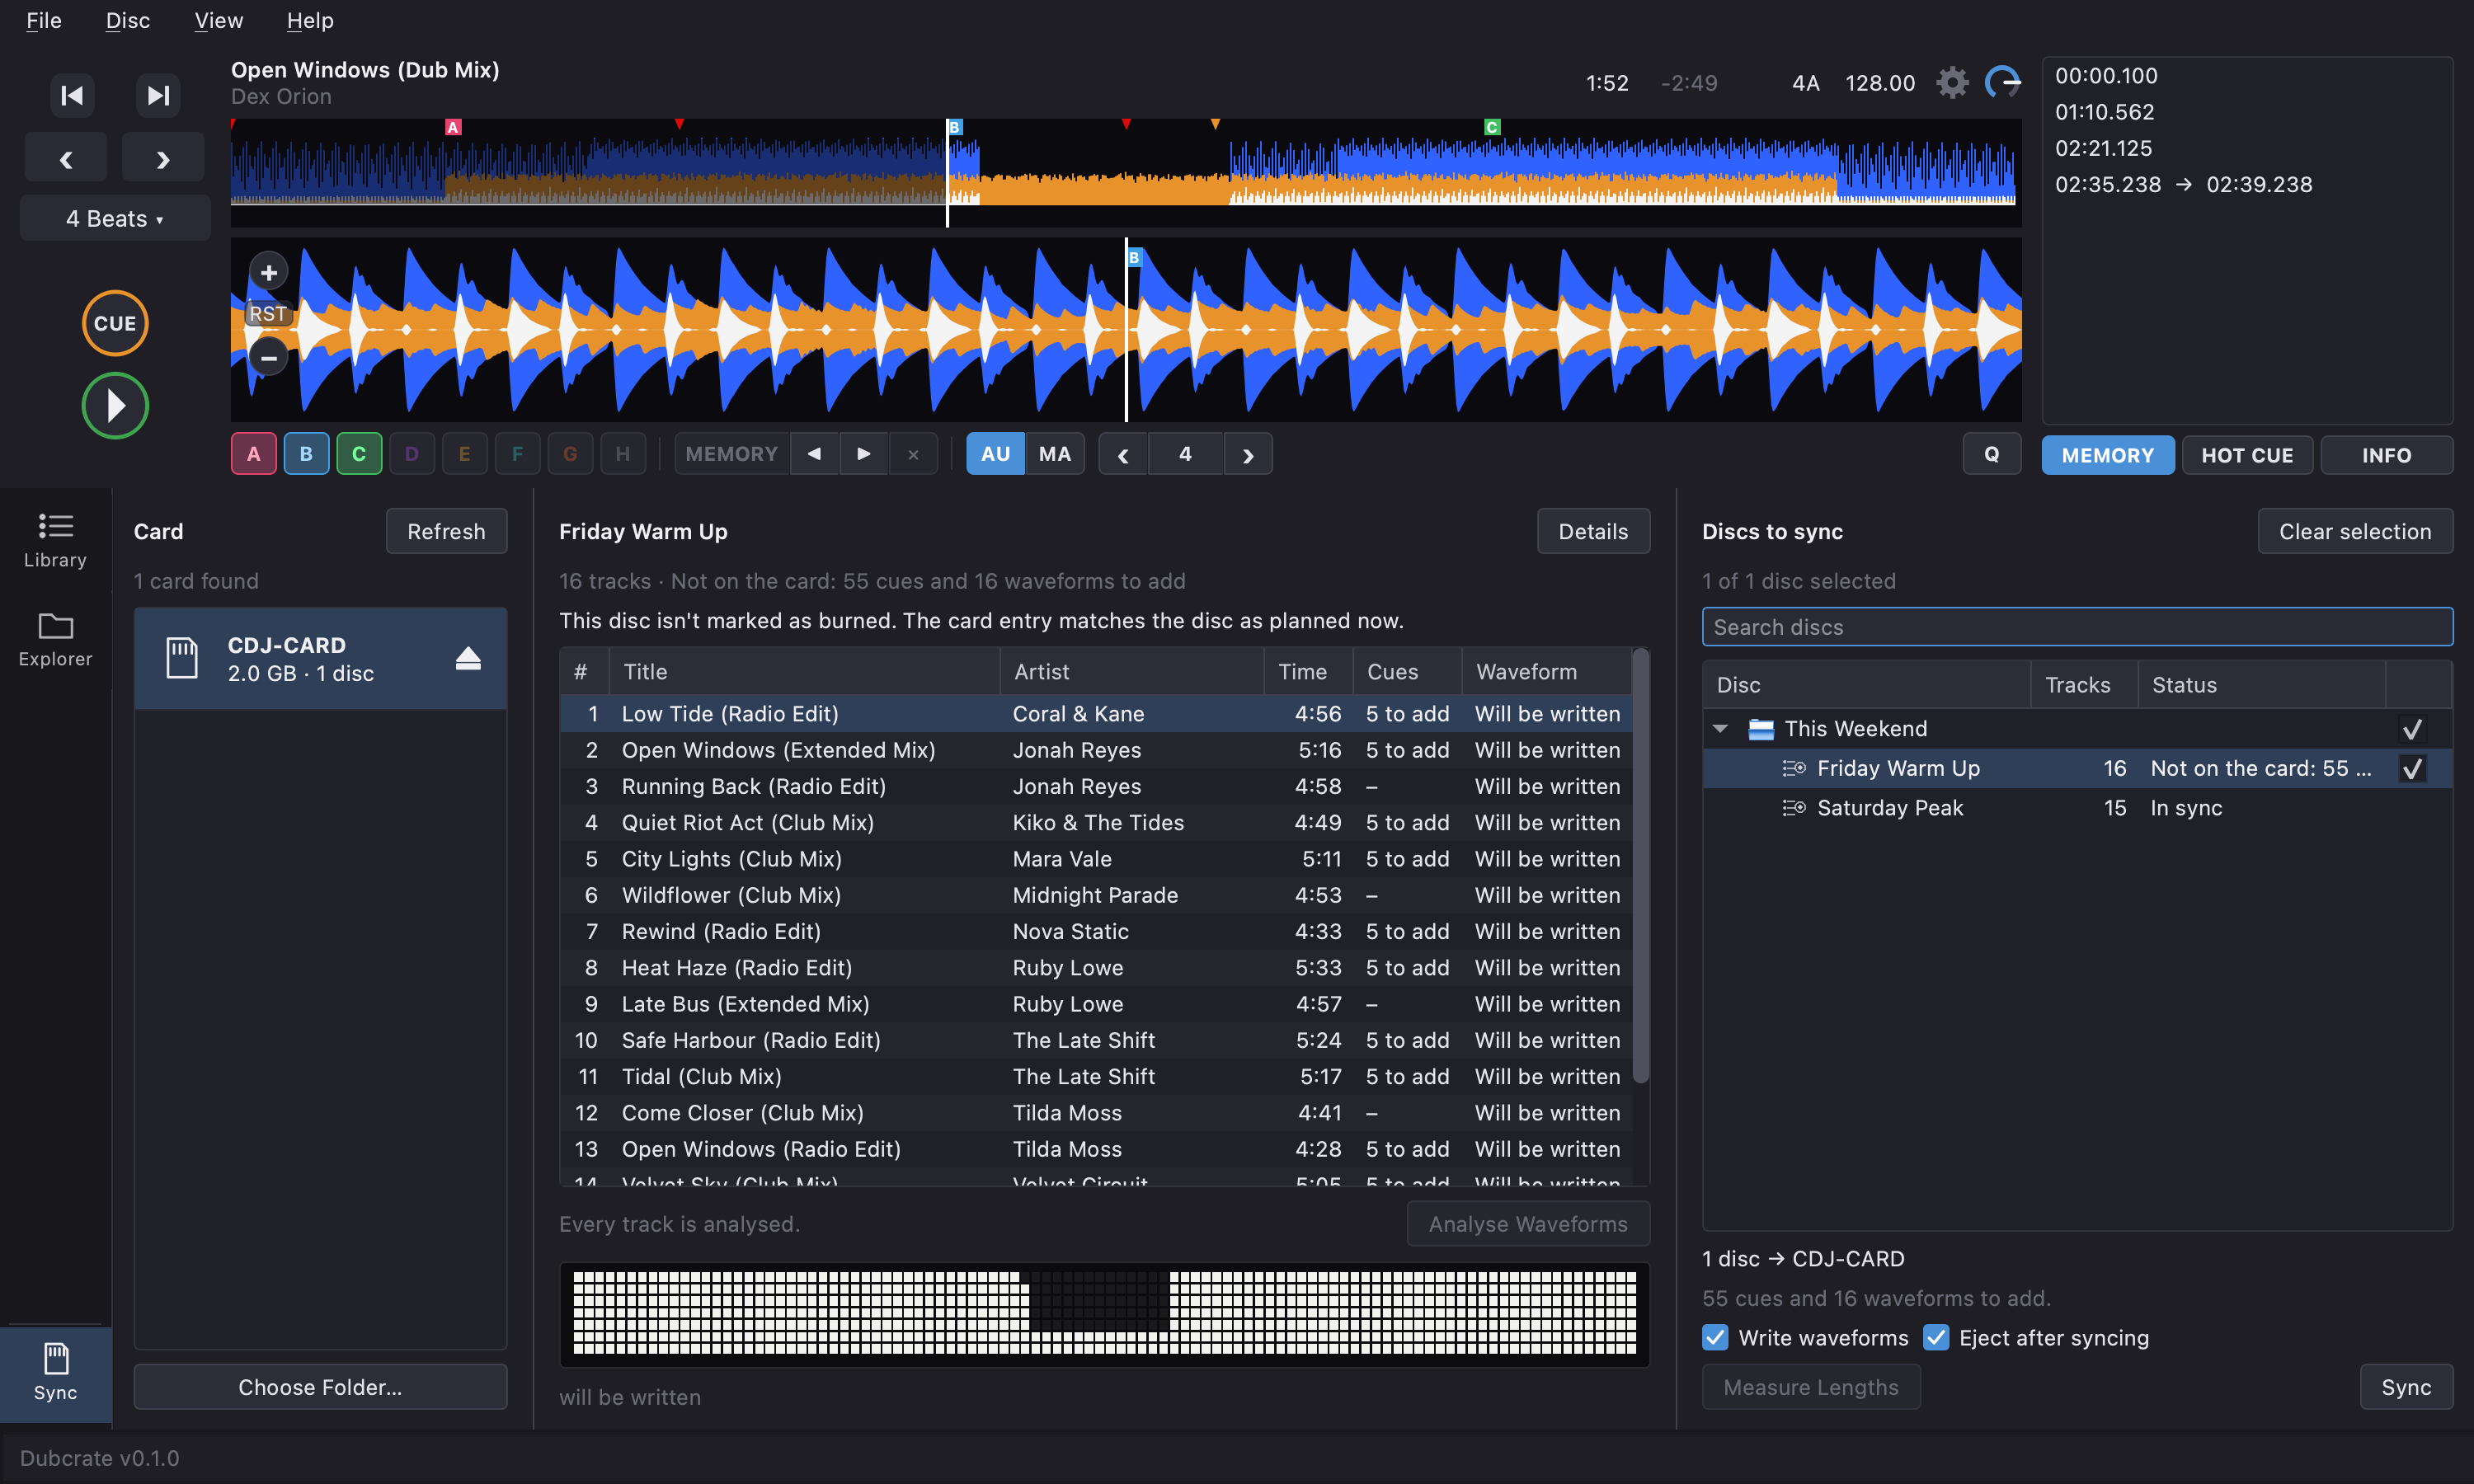 File Disc View Help
Open Windows (Dub Mix)
Dex Orion
1:52 -2:49 4A 128.00
00:00.100
01:10.562
02:21.125
02:35.238 → 02:39.238
A B C
4 Beats ▾
B
+
RST
−
CUE
A B C D E F G H MEMORY ◀ ▶ × AU MA ‹ 4 › Q
MEMORY HOT CUE INFO
Library
Explorer
Sync
Card Refresh
1 card found
CDJ-CARD
2.0 GB · 1 disc
Choose Folder...
Friday Warm Up Details
16 tracks · Not on the card: 55 cues and 16 waveforms to add
This disc isn't marked as burned. The card entry matches the disc as planned now.
# Title Artist Time Cues Waveform
1 Low Tide (Radio Edit) Coral & Kane 4:56 5 to add Will be written
2 Open Windows (Extended Mix) Jonah Reyes 5:16 5 to add Will be written
3 Running Back (Radio Edit) Jonah Reyes 4:58 – Will be written
4 Quiet Riot Act (Club Mix) Kiko & The Tides 4:49 5 to add Will be written
5 City Lights (Club Mix) Mara Vale 5:11 5 to add Will be written
6 Wildflower (Club Mix) Midnight Parade 4:53 – Will be written
7 Rewind (Radio Edit) Nova Static 4:33 5 to add Will be written
8 Heat Haze (Radio Edit) Ruby Lowe 5:33 5 to add Will be written
9 Late Bus (Extended Mix) Ruby Lowe 4:57 – Will be written
10 Safe Harbour (Radio Edit) The Late Shift 5:24 5 to add Will be written
11 Tidal (Club Mix) The Late Shift 5:17 5 to add Will be written
12 Come Closer (Club Mix) Tilda Moss 4:41 – Will be written
13 Open Windows (Radio Edit) Tilda Moss 4:28 5 to add Will be written
14 Velvet Sky (Club Mix) Velvet Circuit 5:05 5 to add Will be written
Every track is analysed. Analyse Waveforms
will be written
Discs to sync Clear selection
1 of 1 disc selected
Search discs
Disc Tracks Status
This Weekend
Friday Warm Up 16 Not on the card: 55 ...
Saturday Peak 15 In sync
1 disc → CDJ-CARD
55 cues and 16 waveforms to add.
Write waveforms Eject after syncing
Measure Lengths Sync
Dubcrate v0.1.0